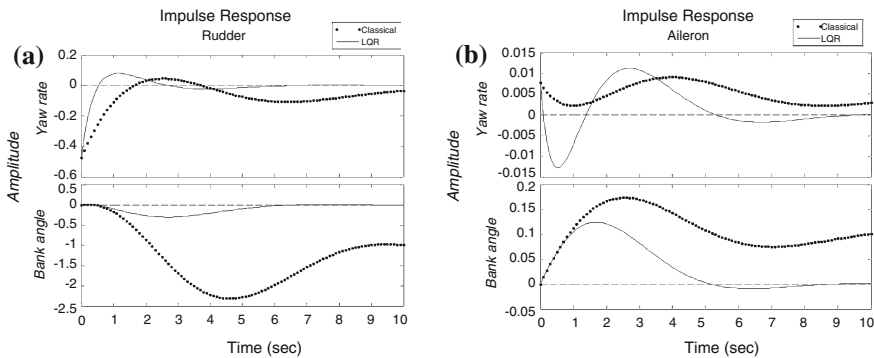 (a)
Impulse Response
Rudder
Classical
LQR
Amplitude
Yaw rate
0.2
0
-0.2
-0.4
-0.6
Bank angle
0.5
0
-0.5
-1
-1.5
-2
-2.5
0 1 2 3 4 5 6 7 8 9 10
Time (sec)
(b)
Impulse Response
Aileron
Classical
LQR
Amplitude
Yaw rate
0.015
0.01
0.005
0
-0.005
-0.01
-0.015
Bank angle
0.2
0.15
0.1
0.05
0
-0.05
0 1 2 3 4 5 6 7 8 9 10
Time (sec)